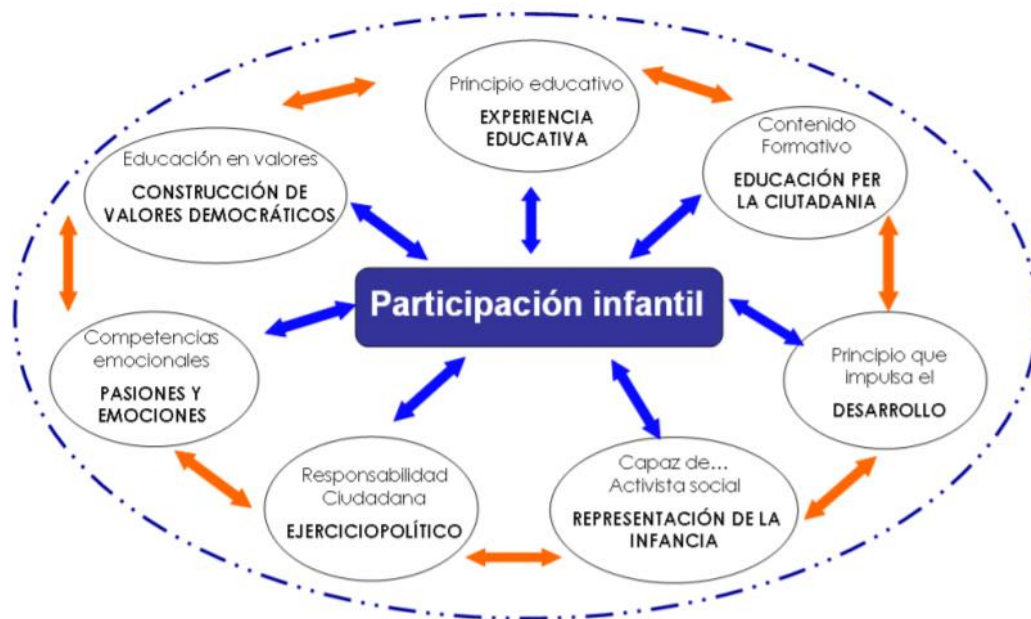 Principio educativo
EXPERIENCIA
EDUCATIVA
Contenido
Formativo
EDUCACIÓN PER
LA CIUTADANIA
Principio que
impulsa el
DESARROLLO
Capaz de...
Activista social
REPRESENTACIÓN DE LA
INFANCIA
Responsabilidad
Ciudadana
EJERCICIOPOLÍTICO
Competencias
emocionales
PASIONES Y
EMOCIONES
Educación en valores
CONSTRUCCIÓN DE
VALORES DEMOCRÁTICOS
Participación infantil